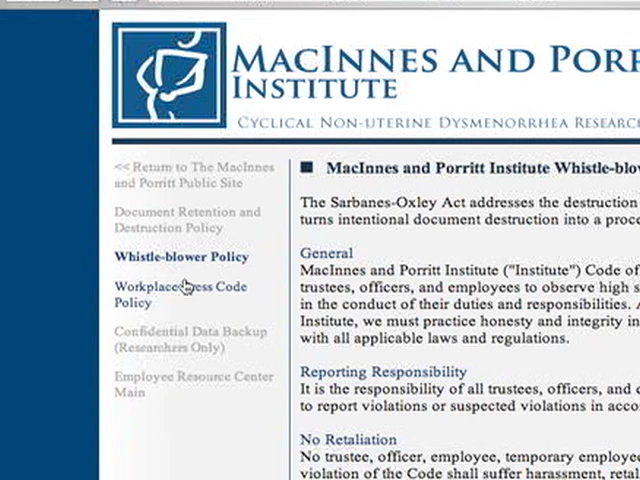 MacInnes and Porr
Institute
Cyclical Non-uterine Dysmenorrhea Resear
<< Return to The MacInnes
and Porritt Public Site
Document Retention and
Destruction Policy
Whistle-blower Policy
Workplace Dress Code
Policy
Confidential Data Backup
(Researchers Only)
Employee Resource Center
Main
MacInnes and Porritt Institute Whistle-blow
The Sarbanes-Oxley Act addresses the destruction
turns intentional document destruction into a proce
General
MacInnes and Porritt Institute ("Institute") Code of
trustees, officers, and employees to observe high s
in the conduct of their duties and responsibilities. A
Institute, we must practice honesty and integrity in
with all applicable laws and regulations.
Reporting Responsibility
It is the responsibility of all trustees, officers, and e
to report violations or suspected violations in acco
No Retaliation
No trustee, officer, employee, temporary employee
violation of the Code shall suffer harassment, retal